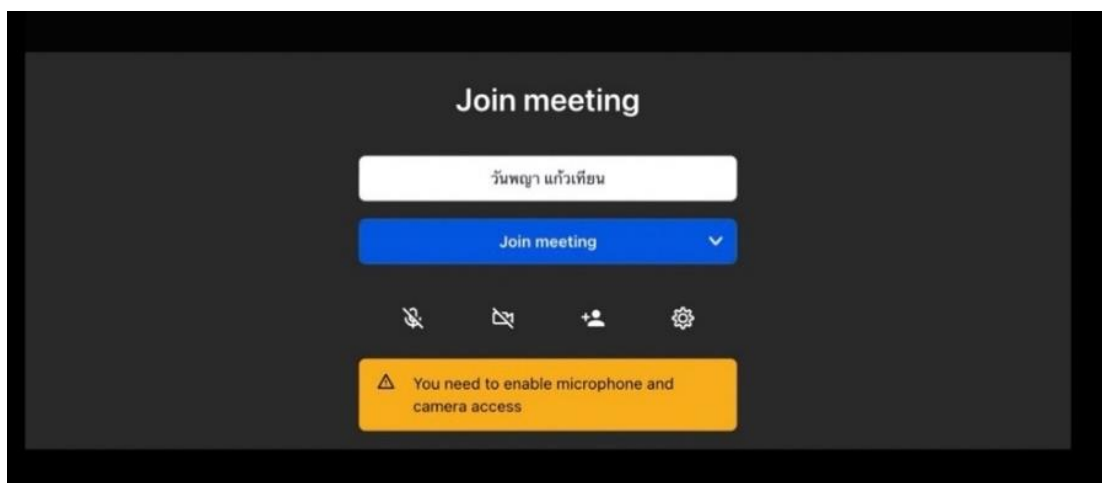 Join meeting
วันพญา แก้วเทียน
Join meeting
You need to enable microphone and
camera access